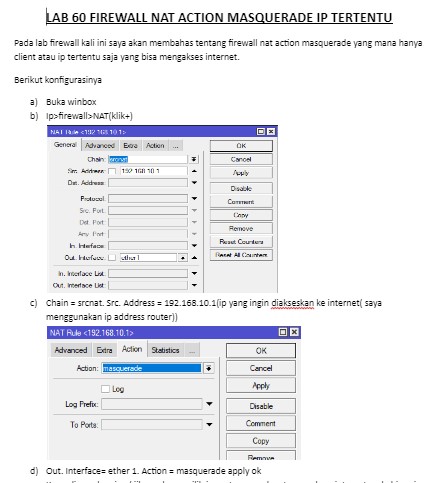 LAB 60 FIREWALL NAT ACTION MASQUERADE IP TERTENTU
Pada lab firewall kali ini saya akan membahas tentang firewall nat action masquerade yang mana hanya
client atau ip tertentu saja yang bisa mengakses internet.
Berikut konfigurasinya
a) Buka winbox
b) Ip>firewall>NAT(klik+)
NAT Rule <192.168.10.1>
General Advanced Extra Action ...
Chain: srcnat
Src. Address: 192.168.10.1
Dst. Address:
Protocol:
Src. Port:
Dst. Port:
Any. Port:
In. Interface:
Out. Interface: ether1
In. Interface List:
Out. Interface List:
OK
Cancel
Apply
Disable
Comment
Copy
Remove
Reset Counters
Reset All Counters
c) Chain = srcnat. Src. Address = 192.168.10.1(ip yang ingin diakseskan ke internet( saya
menggunakan ip address router))
NAT Rule <192.168.10.1>
Advanced Extra Action Statistics ...
Action: masquerade
Log
Log Prefix:
To Ports:
OK
Cancel
Apply
Disable
Comment
Copy
Remove
d) Out. Interface= ether 1. Action = masquerade apply ok